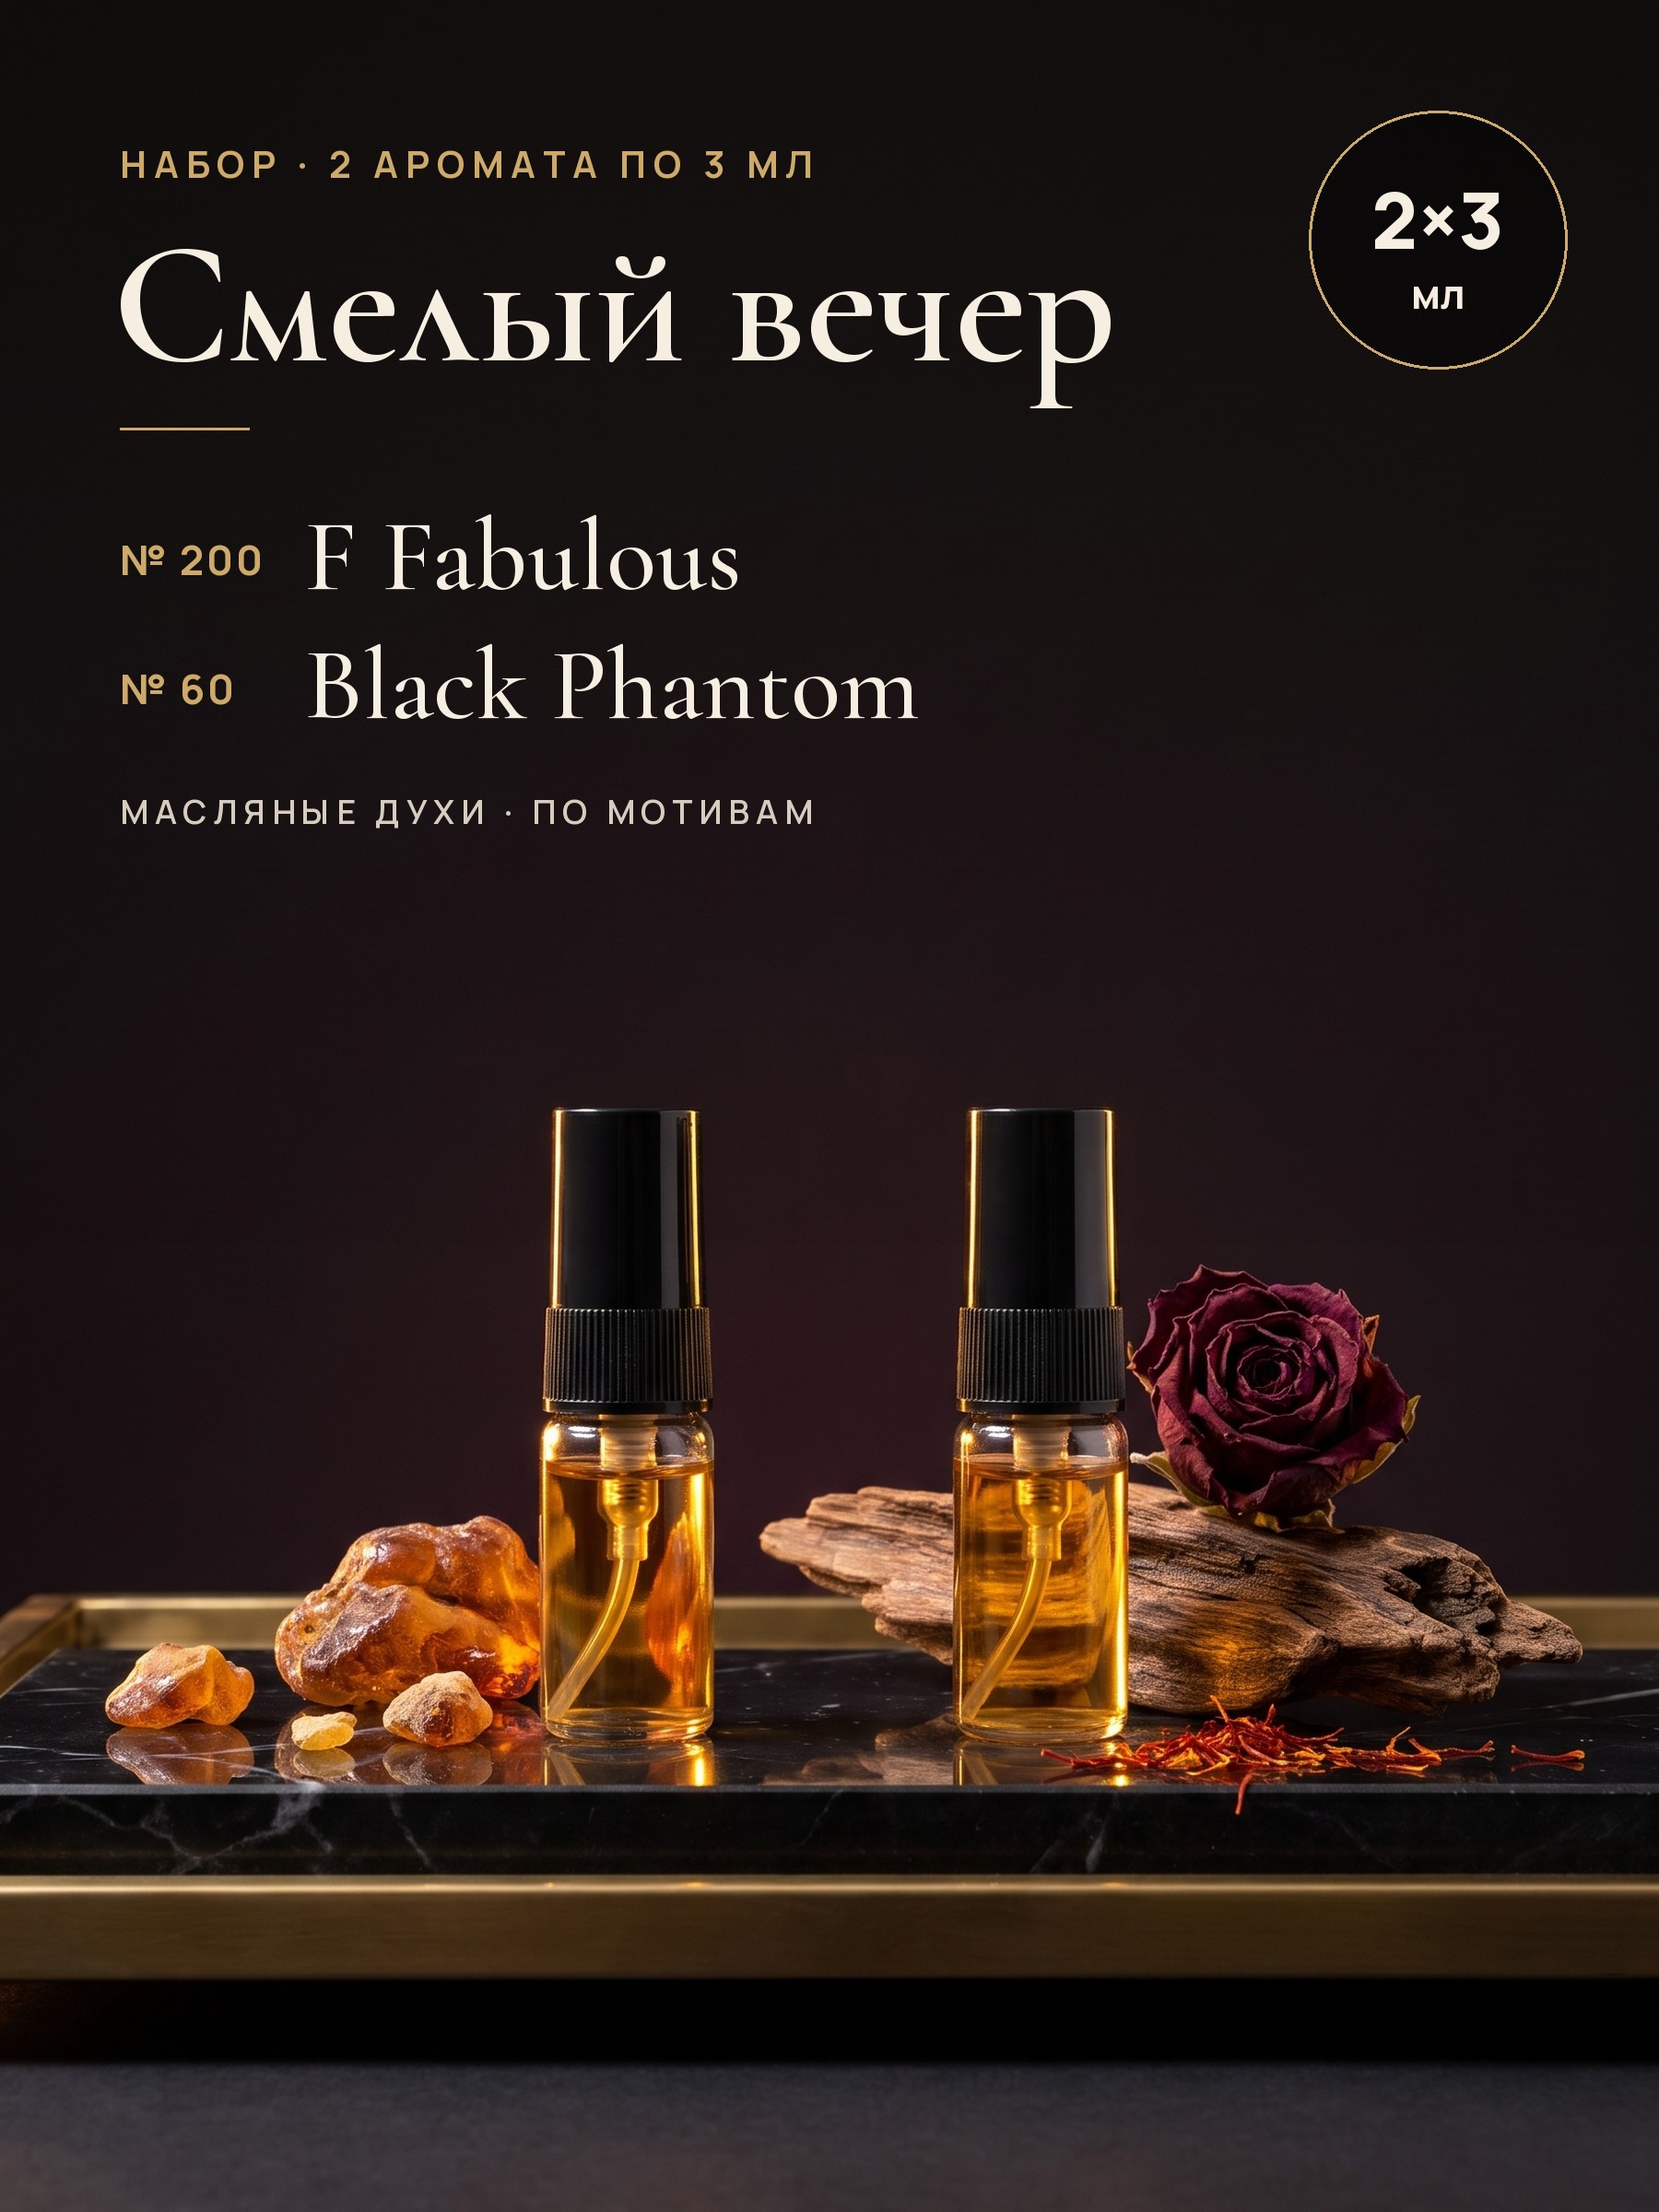 НАБОР · 2 АРОМАТА ПО 3 МЛ
Смелый вечер
2×3
мл
№ 200 F Fabulous
№ 60 Black Phantom
МАСЛЯНЫЕ ДУХИ · ПО МОТИВАМ